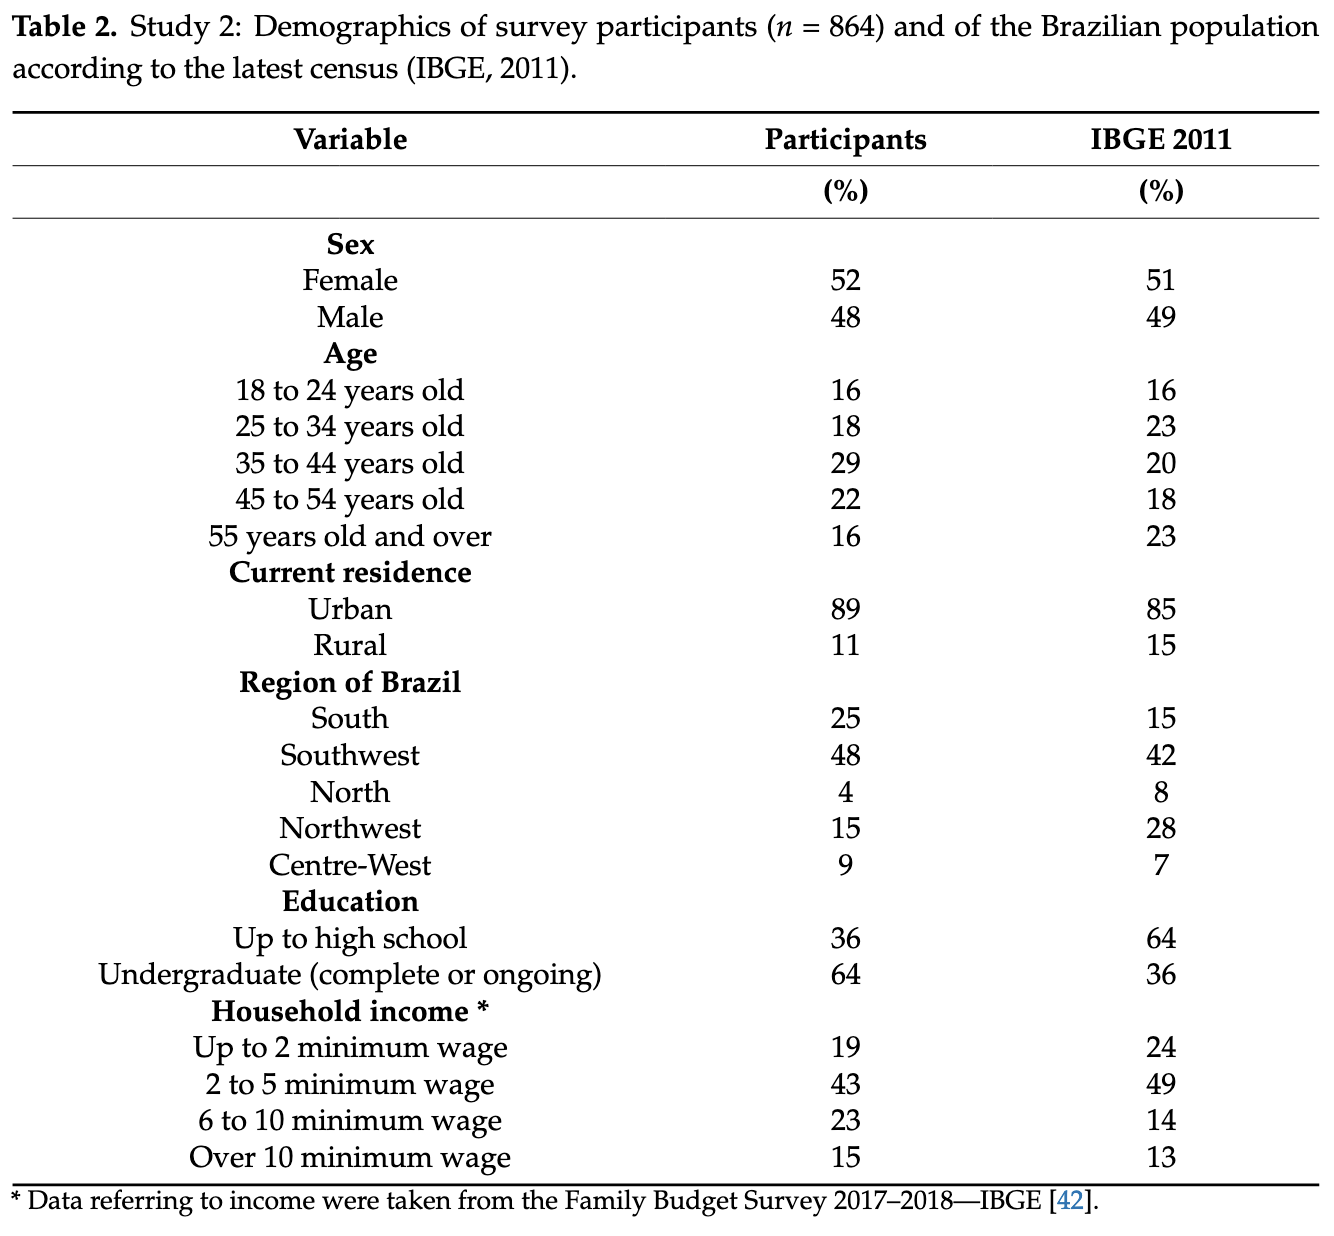 Table 2. Study 2: Demographics of survey participants (n = 864) and of the Brazilian population
according to the latest census (IBGE, 2011).
Variable Participants IBGE 2011
(%) (%)
Sex
Female 52 51
Male 48 49
Age
18 to 24 years old 16 16
25 to 34 years old 18 23
35 to 44 years old 29 20
45 to 54 years old 22 18
55 years old and over 16 23
Current residence
Urban 89 85
Rural 11 15
Region of Brazil
South 25 15
Southwest 48 42
North 4 8
Northwest 15 28
Centre-West 9 7
Education
Up to high school 36 64
Undergraduate (complete or ongoing) 64 36
Household income *
Up to 2 minimum wage 19 24
2 to 5 minimum wage 43 49
6 to 10 minimum wage 23 14
Over 10 minimum wage 15 13
* Data referring to income were taken from the Family Budget Survey 2017–2018—IBGE [42].